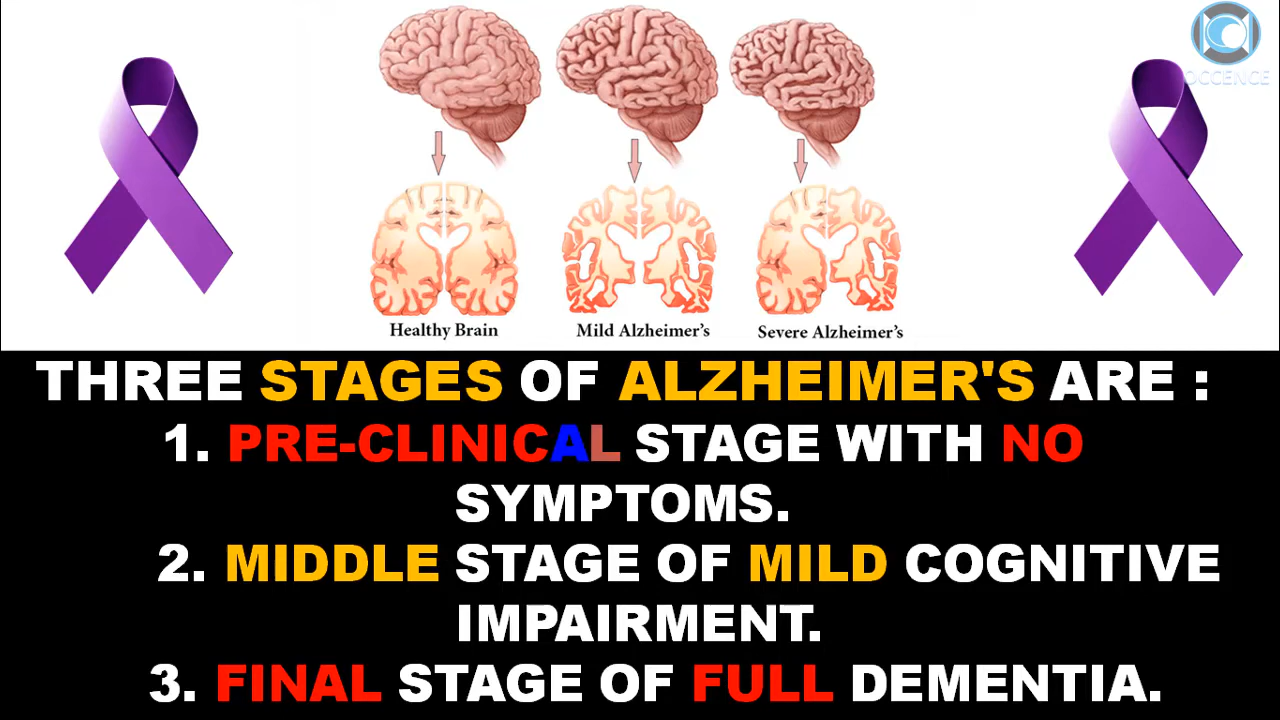 OCCENCE
Healthy Brain
Mild Alzheimer's
Severe Alzheimer's
THREE STAGES OF ALZHEIMER'S ARE :
1. PRE-CLINICAL STAGE WITH NO
SYMPTOMS.
2. MIDDLE STAGE OF MILD COGNITIVE
IMPAIRMENT.
3. FINAL STAGE OF FULL DEMENTIA.